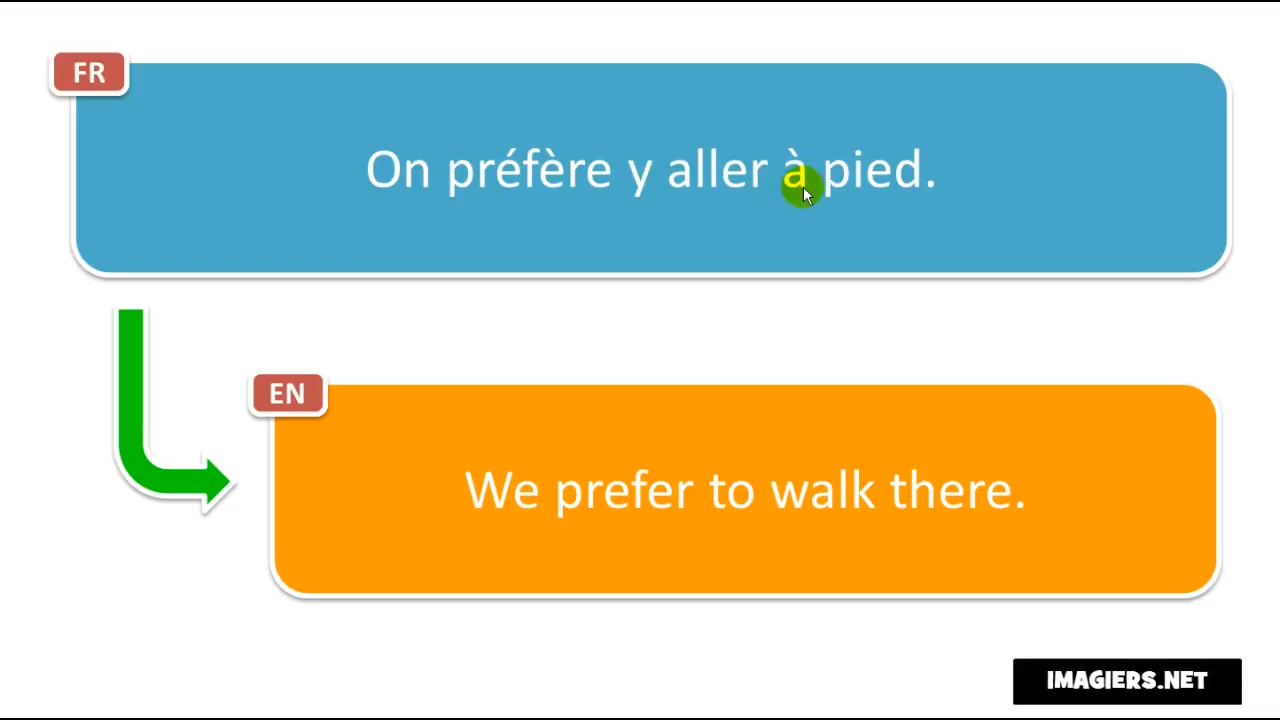 FR
On préfère y aller à pied.
EN
We prefer to walk there.
IMAGIERS.NET